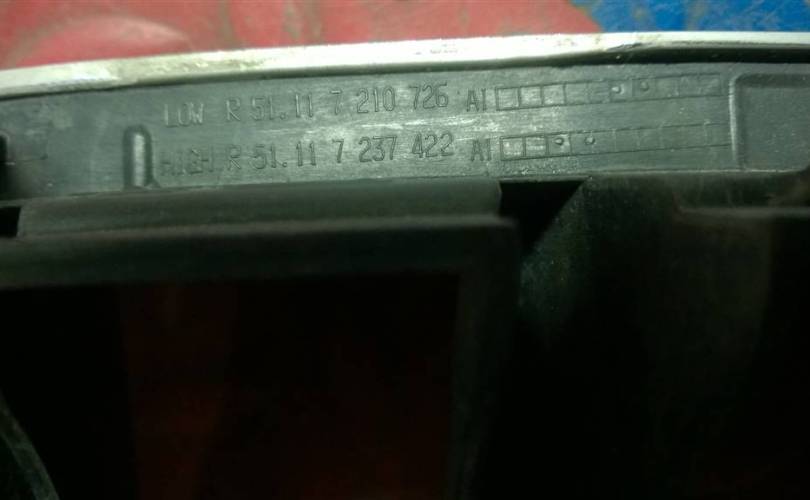 LOW R 51.11 7 210 726 AI
HIGH R 51.11 7 237 422 AI